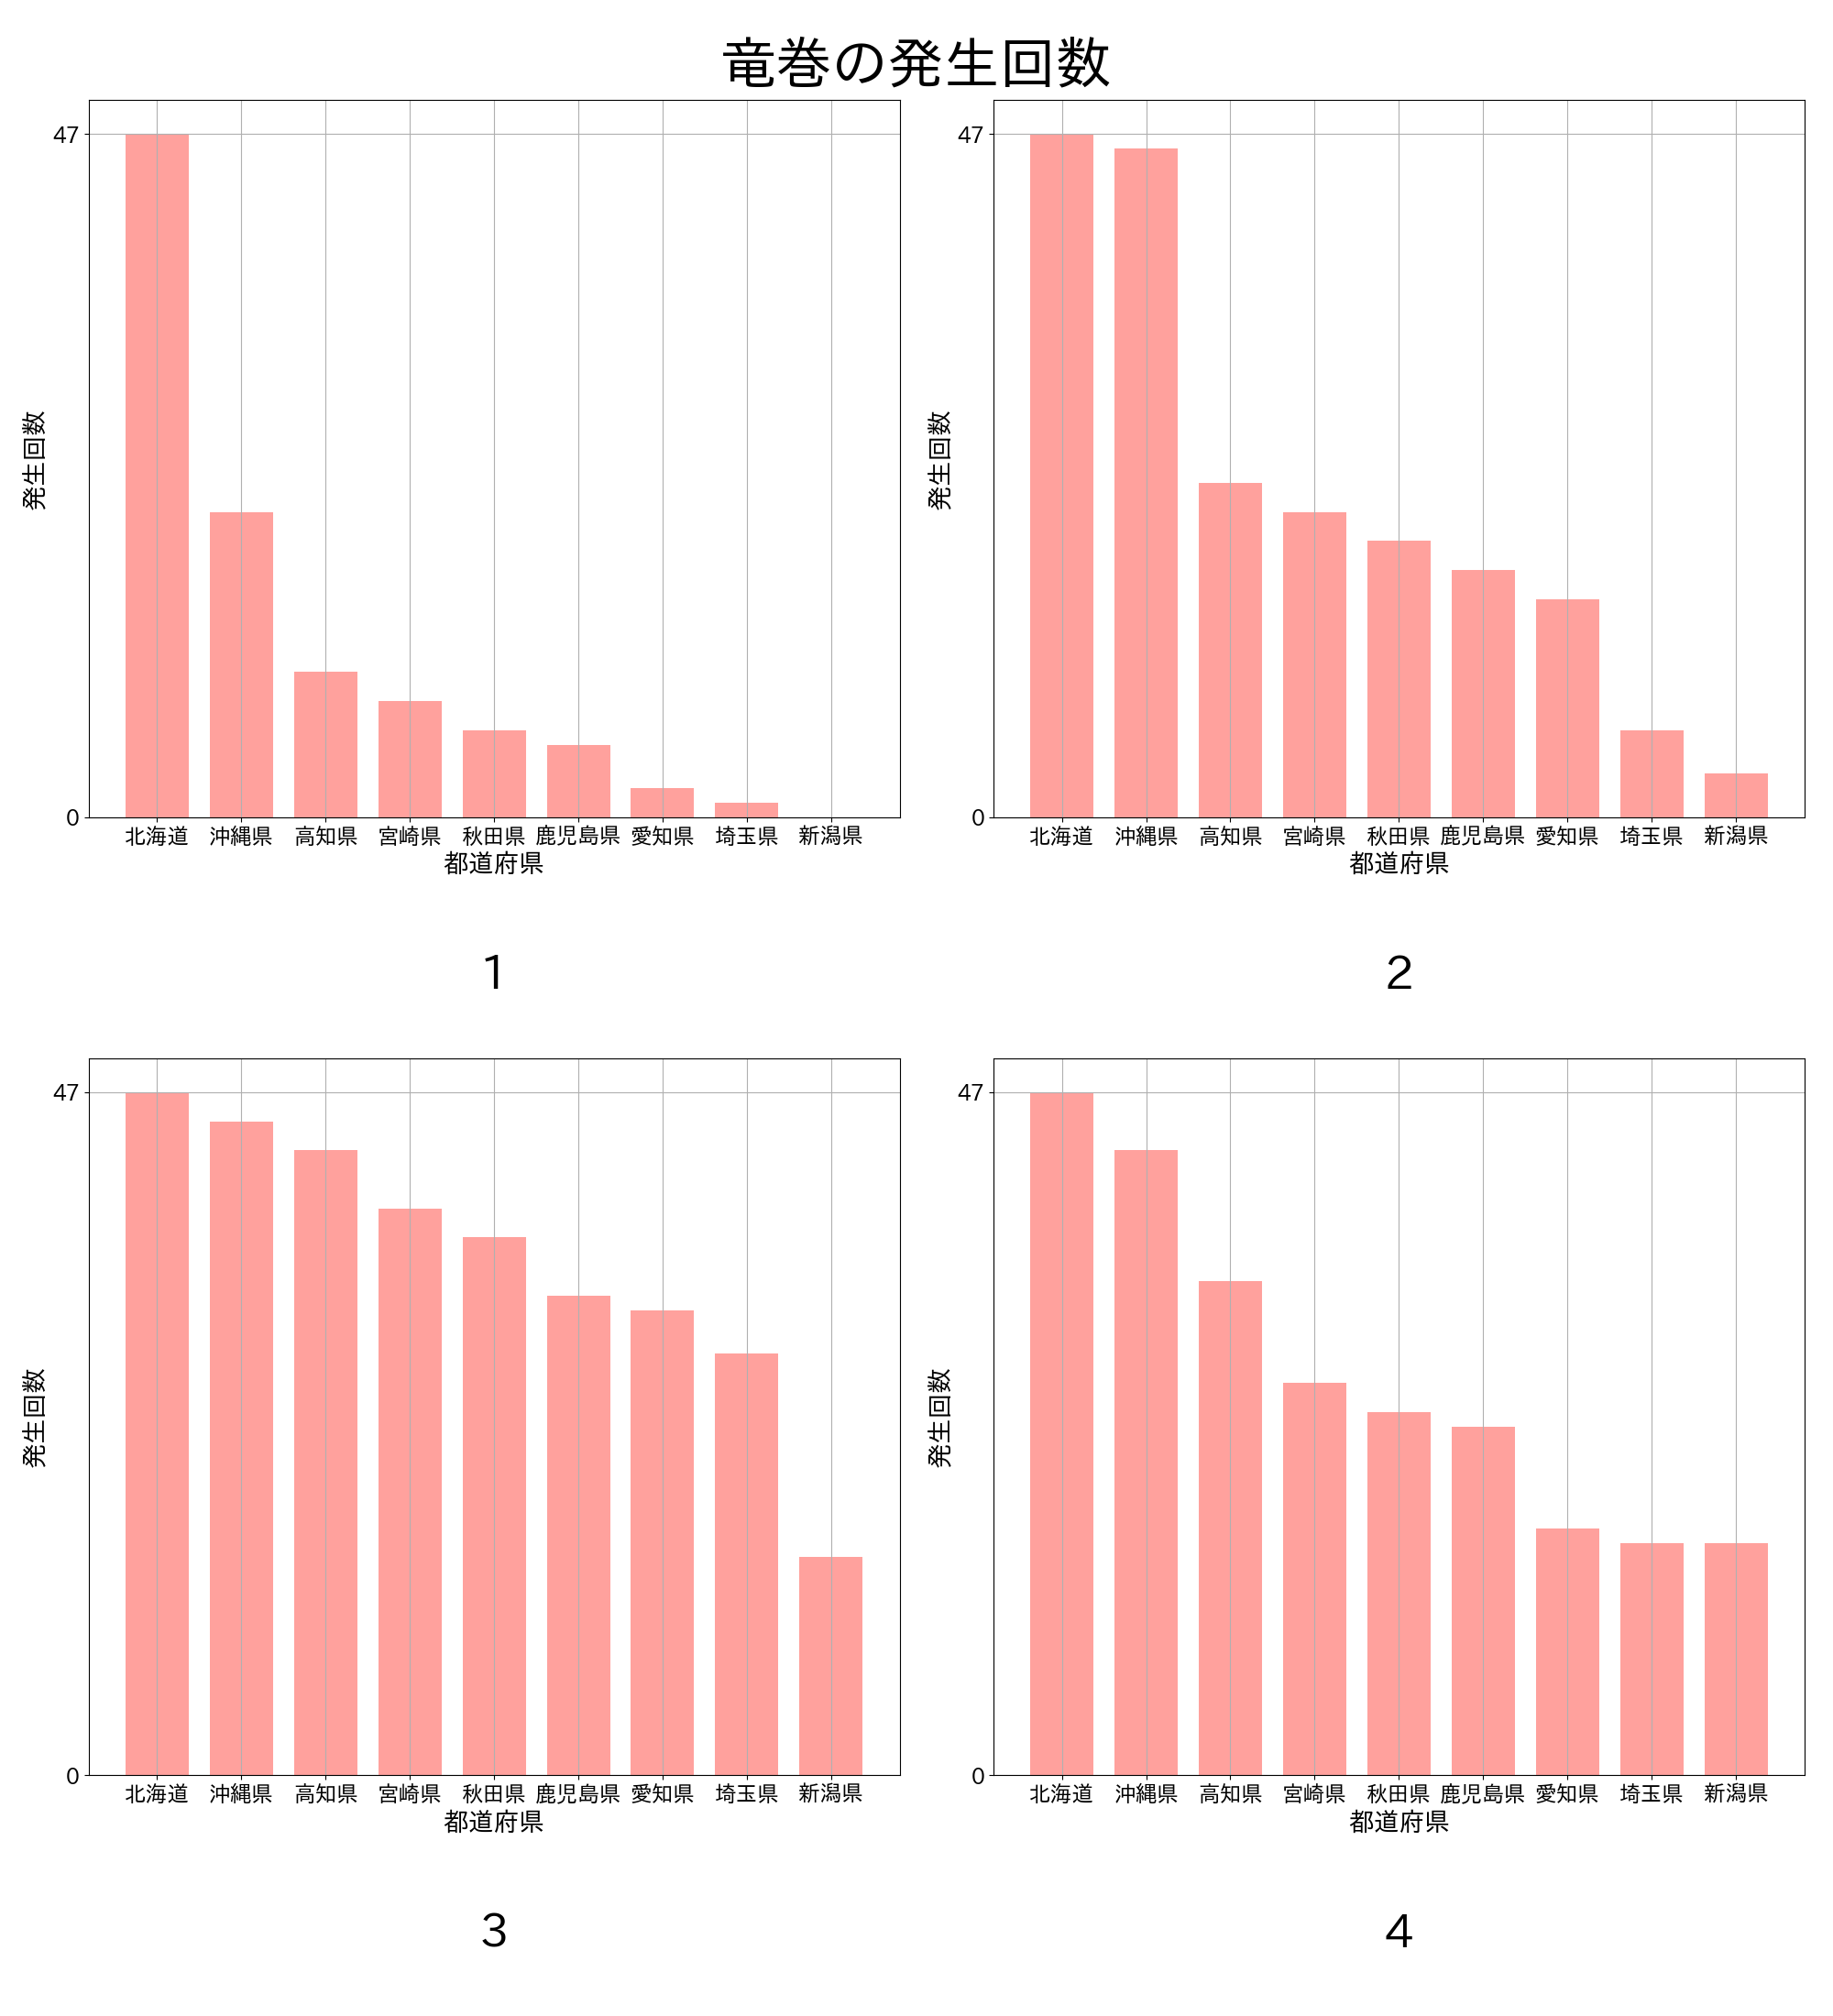 竜巻の発生回数
47
0
発生回数
北海道 沖縄県 高知県 宮崎県 秋田県 鹿児島県 愛知県 埼玉県 新潟県
都道府県
1
47
0
発生回数
北海道 沖縄県 高知県 宮崎県 秋田県 鹿児島県 愛知県 埼玉県 新潟県
都道府県
2
47
0
発生回数
北海道 沖縄県 高知県 宮崎県 秋田県 鹿児島県 愛知県 埼玉県 新潟県
都道府県
3
47
0
発生回数
北海道 沖縄県 高知県 宮崎県 秋田県 鹿児島県 愛知県 埼玉県 新潟県
都道府県
4